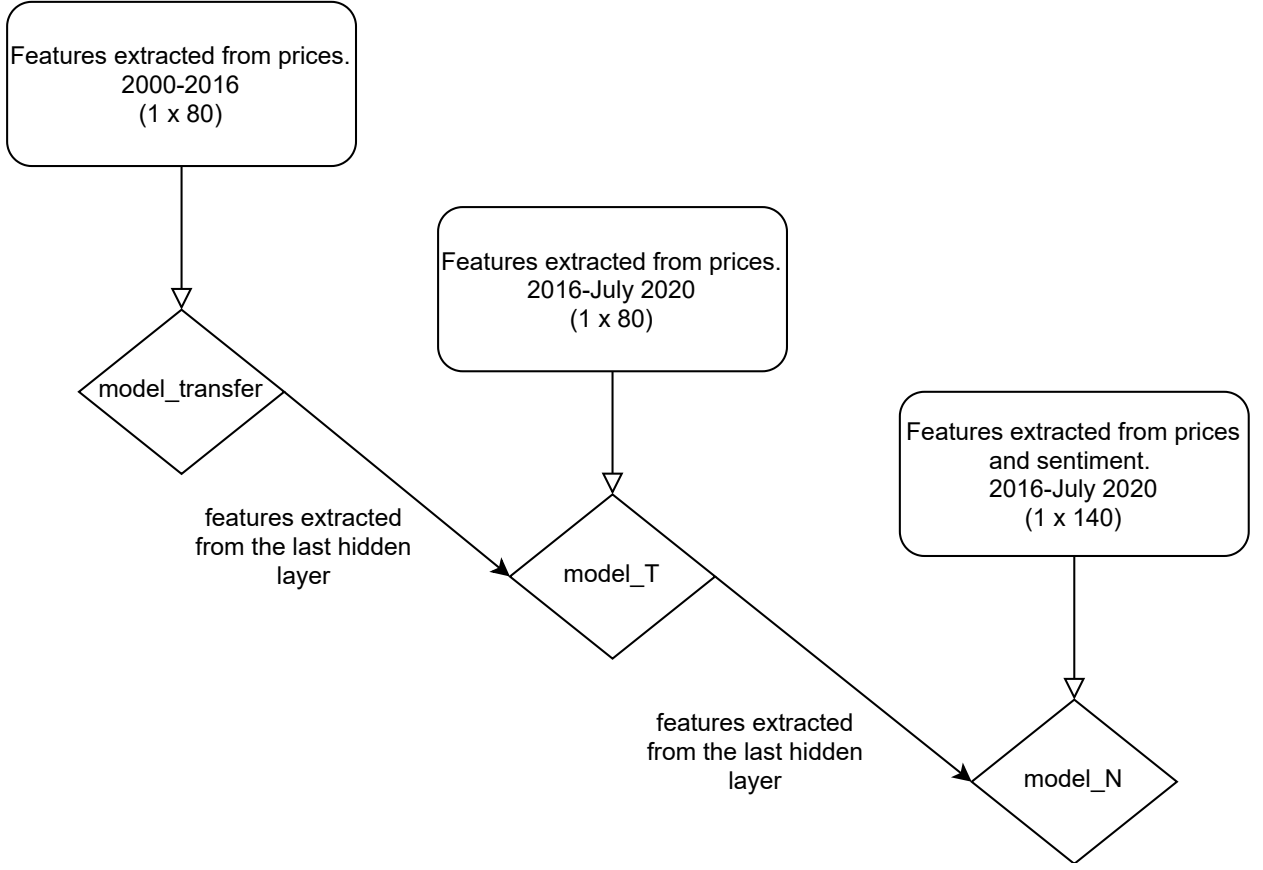 Features extracted from prices.
2000-2016
(1 x 80)
Features extracted from prices.
2016-July 2020
(1 x 80)
model_transfer
Features extracted from prices
and sentiment.
2016-July 2020
(1 x 140)
features extracted
from the last hidden
layer
model_T
features extracted
from the last hidden
layer
model_N